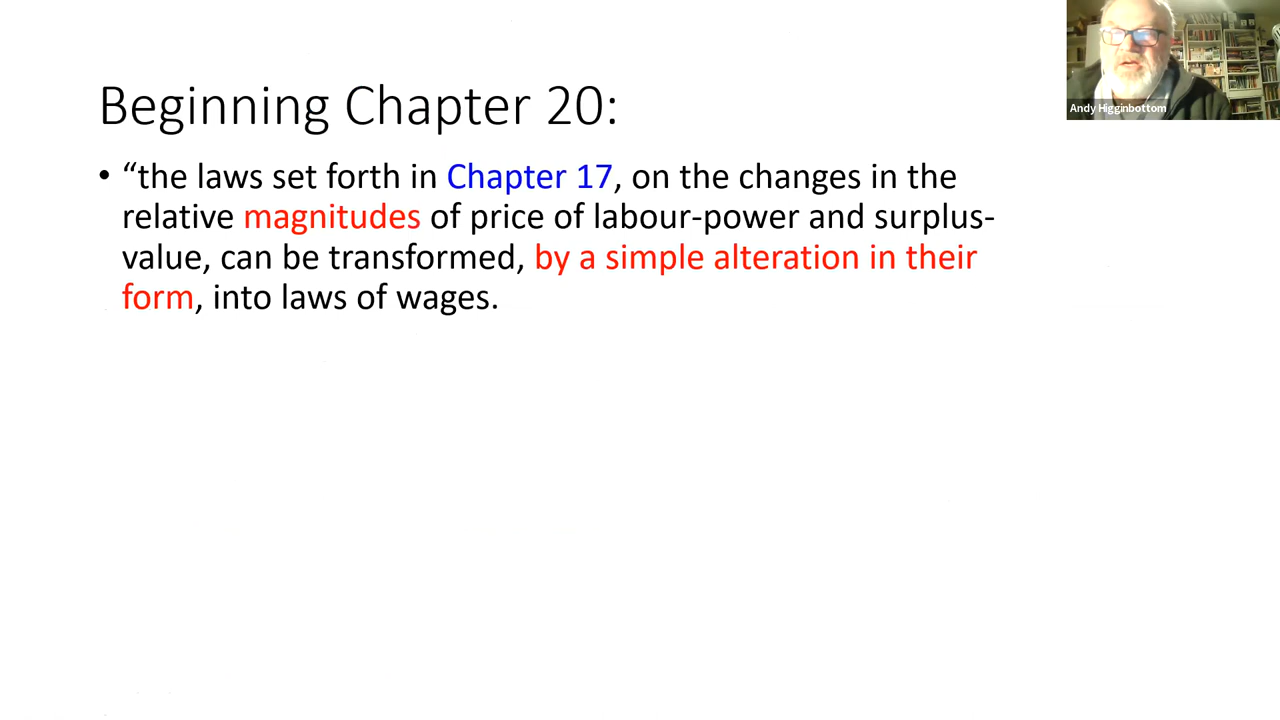 Beginning Chapter 20:
• “the laws set forth in Chapter 17, on the changes in the
relative magnitudes of price of labour-power and surplus-
value, can be transformed, by a simple alteration in their
form, into laws of wages.
Andy Higginbottom